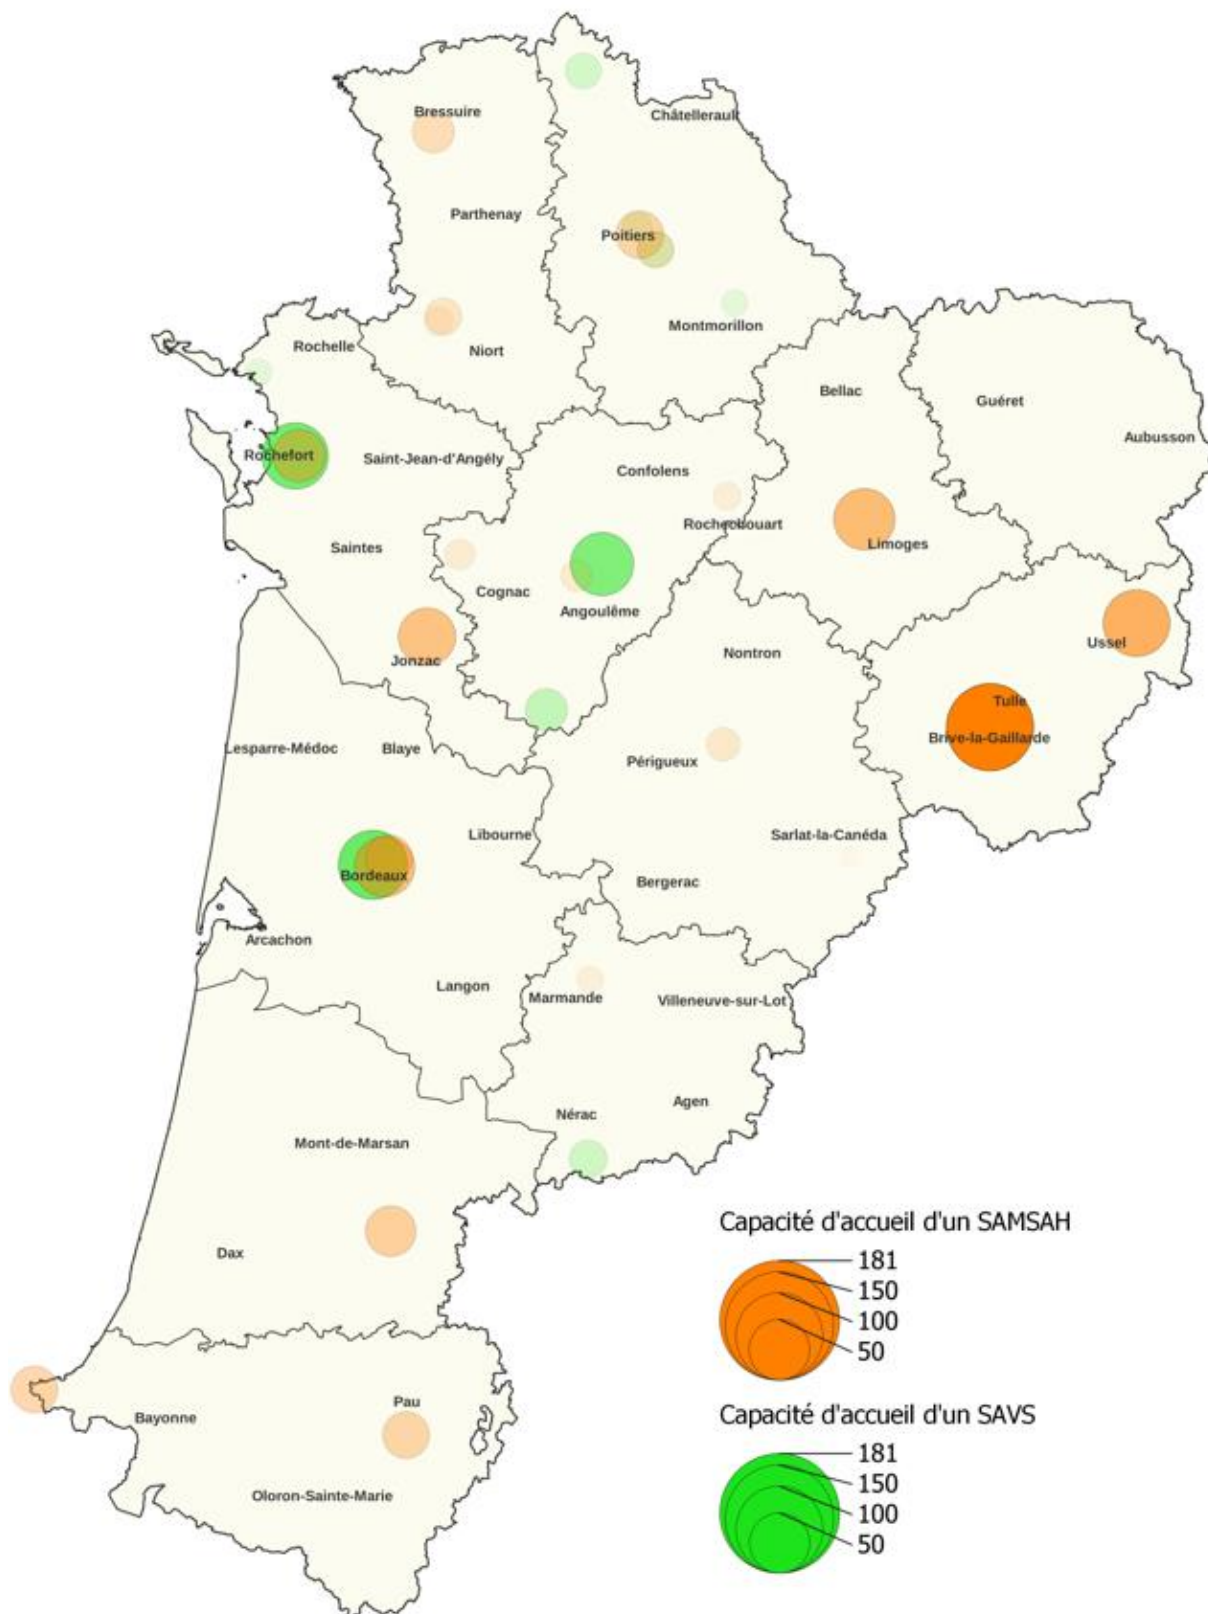 Bressuire
Châtellerault
Parthenay
Poitiers
Montmorillon
Rochelle
Niort
Bellac
Guéret
Aubusson
Rochefort
Saint-Jean-d'Angély
Confolens
Rochechouart
Limoges
Saintes
Cognac
Angoulême
Ussel
Jonzac
Nontron
Tulle
Brive-la-Gaillarde
Lesparre-Médoc
Blaye
Périgueux
Libourne
Sarlat-la-Canéda
Bordeaux
Bergerac
Arcachon
Langon
Marmande
Villeneuve-sur-Lot
Nérac
Agen
Mont-de-Marsan
Dax
Bayonne
Pau
Oloron-Sainte-Marie
Capacité d'accueil d'un SAMSAH
181
150
100
50
Capacité d'accueil d'un SAVS
181
150
100
50